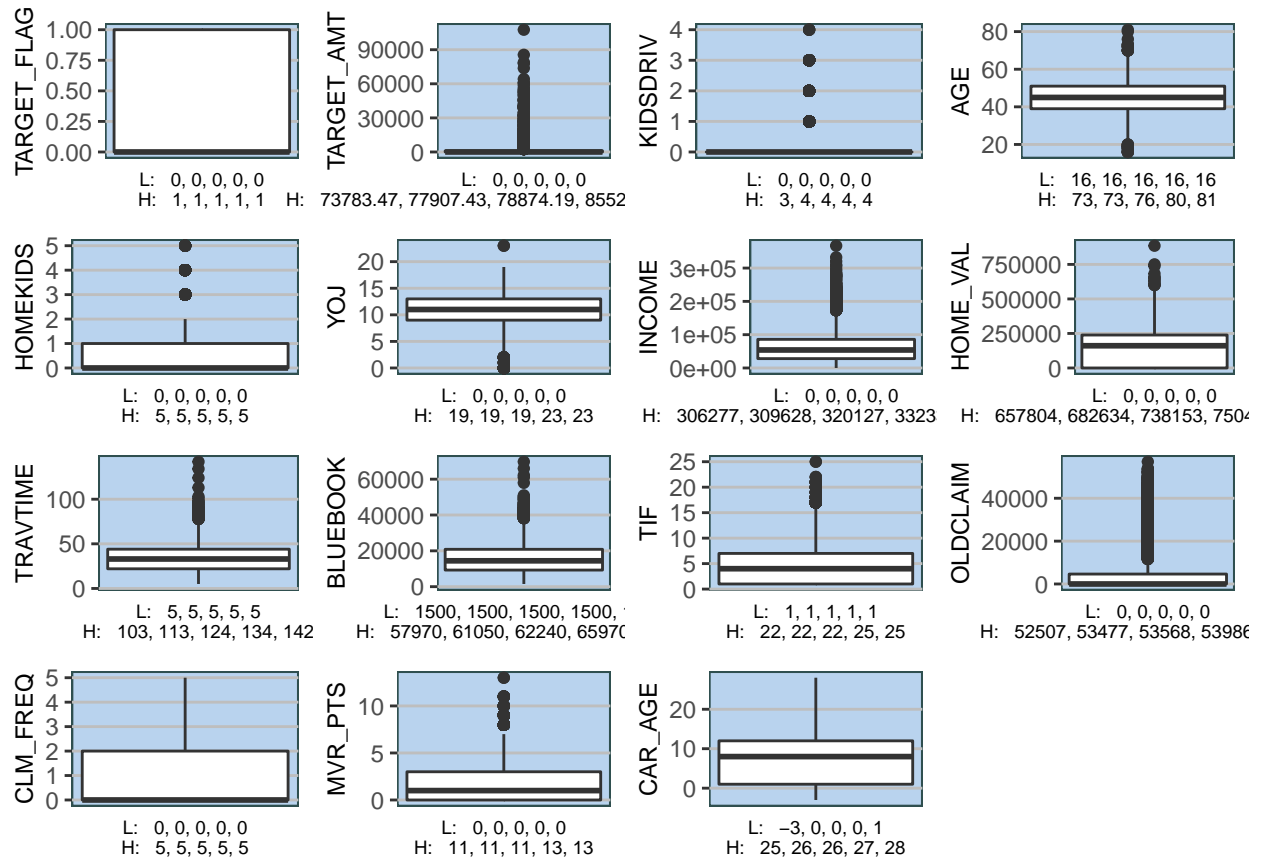 TARGET_FLAG
1.00
0.75
0.50
0.25
0.00
L: 0, 0, 0, 0, 0
H: 1, 1, 1, 1, 1
TARGET_AMT
90000
60000
30000
0
L: 0, 0, 0, 0, 0
H: 73783.47, 77907.43, 78874.19, 8552
KIDSDRIV
4
3
2
1
0
L: 0, 0, 0, 0, 0
H: 3, 4, 4, 4, 4
AGE
80
60
40
20
L: 16, 16, 16, 16, 16
H: 73, 73, 76, 80, 81
HOMEKIDS
5
4
3
2
1
0
L: 0, 0, 0, 0, 0
H: 5, 5, 5, 5, 5
YOJ
20
15
10
5
0
L: 0, 0, 0, 0, 0
H: 19, 19, 19, 23, 23
INCOME
3e+05
2e+05
1e+05
0e+00
L: 0, 0, 0, 0, 0
H: 306277, 309628, 320127, 3323
HOME_VAL
750000
500000
250000
0
L: 0, 0, 0, 0, 0
H: 657804, 682634, 738153, 7504
TRAVTIME
100
50
0
L: 5, 5, 5, 5, 5
H: 103, 113, 124, 134, 142
BLUEBOOK
60000
40000
20000
0
L: 1500, 1500, 1500, 1500,
H: 57970, 61050, 62240, 65970
TIF
25
20
15
10
5
0
L: 1, 1, 1, 1, 1
H: 22, 22, 22, 25, 25
OLDCLAIM
40000
20000
0
L: 0, 0, 0, 0, 0
H: 52507, 53477, 53568, 53986
CLM_FREQ
5
4
3
2
1
0
L: 0, 0, 0, 0, 0
H: 5, 5, 5, 5, 5
MVR_PTS
10
5
0
L: 0, 0, 0, 0, 0
H: 11, 11, 11, 13, 13
CAR_AGE
20
10
0
L: −3, 0, 0, 0, 1
H: 25, 26, 26, 27, 28